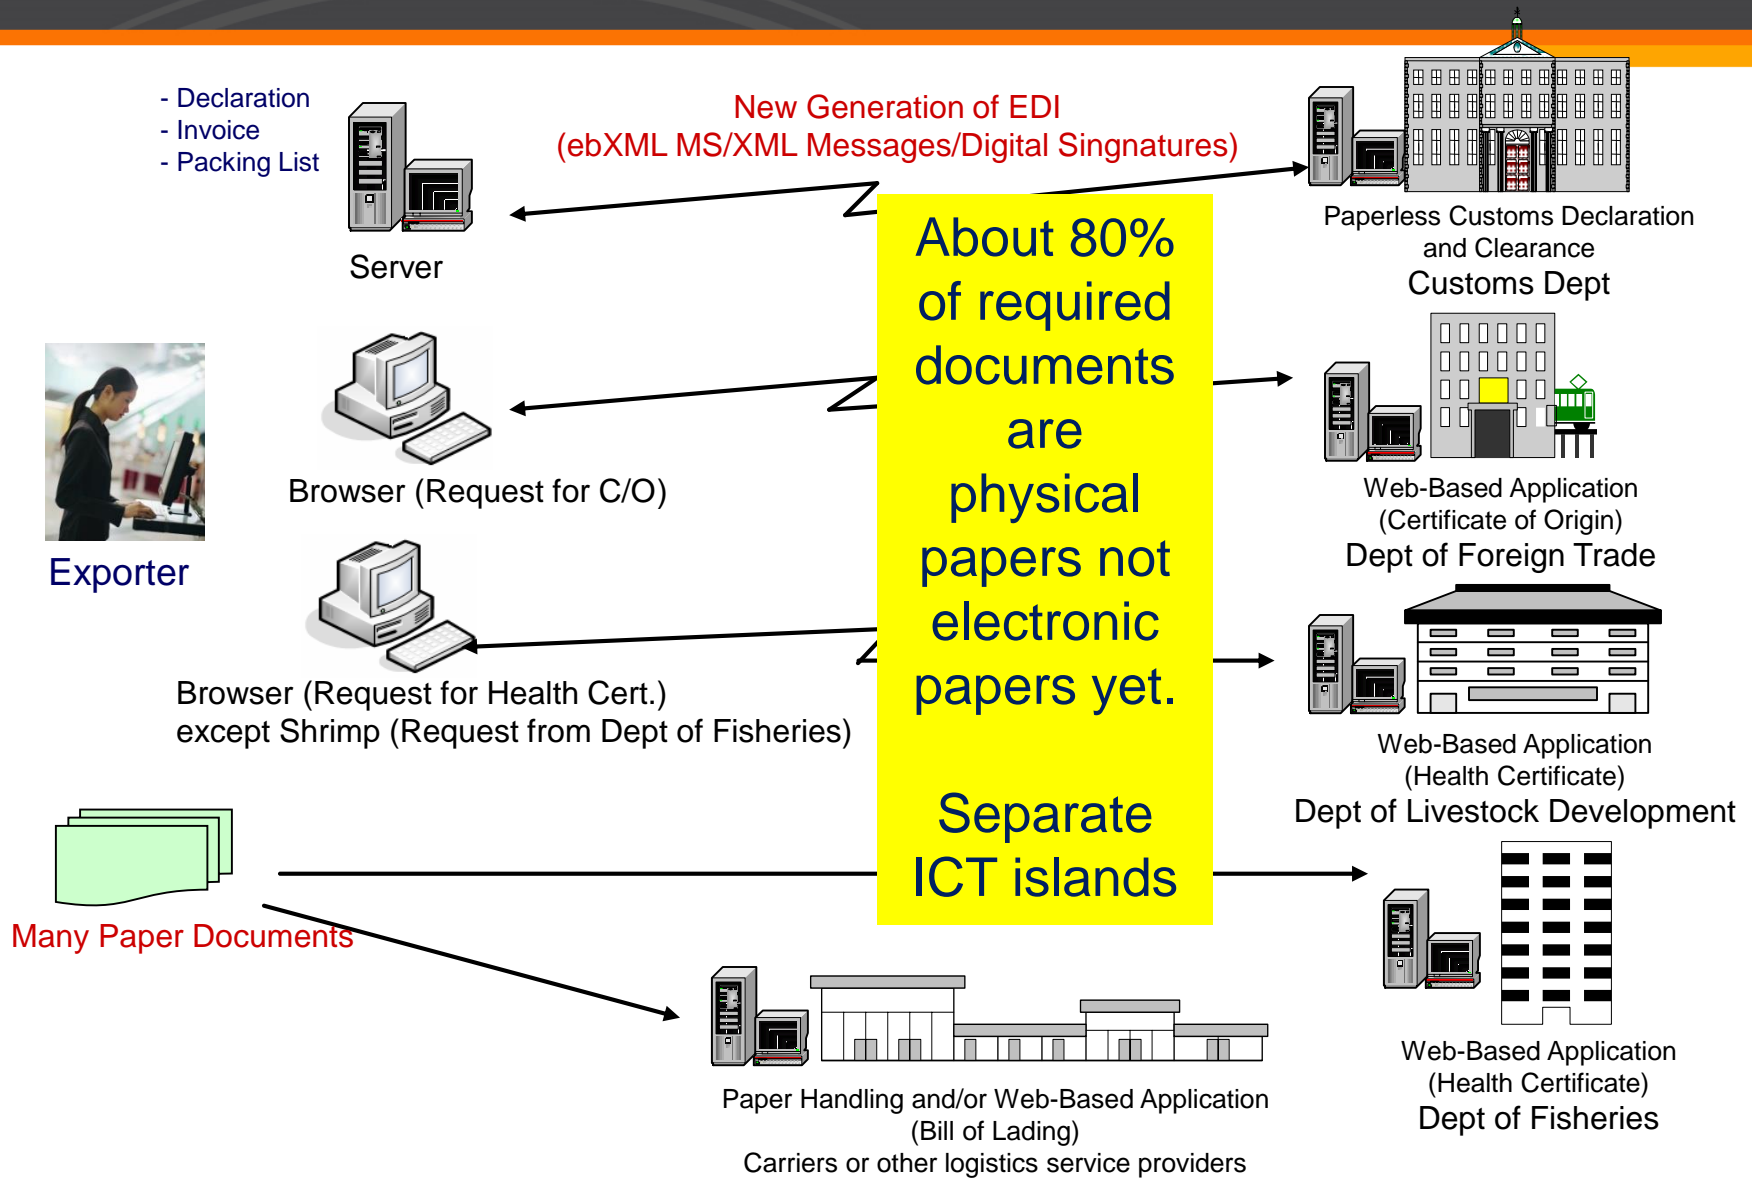 - Declaration
- Invoice
- Packing List
Server
New Generation of EDI
(ebXML MS/XML Messages/Digital Singnatures)
Paperless Customs Declaration
and Clearance
Customs Dept
Exporter
Browser (Request for C/O)
Web-Based Application
(Certificate of Origin)
Dept of Foreign Trade
Browser (Request for Health Cert.)
except Shrimp (Request from Dept of Fisheries)
About 80%
of required
documents
are
physical
papers not
electronic
papers yet.
Separate
ICT islands
Web-Based Application
(Health Certificate)
Dept of Livestock Development
Many Paper Documents
Web-Based Application
(Health Certificate)
Dept of Fisheries
Paper Handling and/or Web-Based Application
(Bill of Lading)
Carriers or other logistics service providers